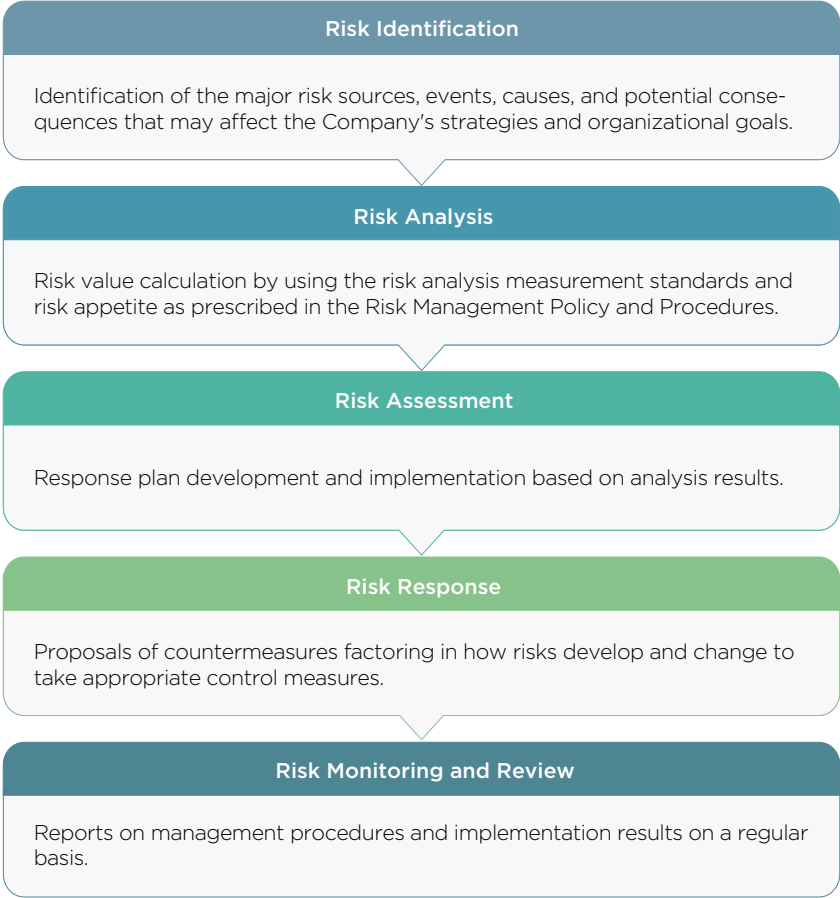 Risk Identification
Identification of the major risk sources, events, causes, and potential conse-
quences that may affect the Company's strategies and organizational goals.
Risk Analysis
Risk value calculation by using the risk analysis measurement standards and
risk appetite as prescribed in the Risk Management Policy and Procedures.
Risk Assessment
Response plan development and implementation based on analysis results.
Risk Response
Proposals of countermeasures factoring in how risks develop and change to
take appropriate control measures.
Risk Monitoring and Review
Reports on management procedures and implementation results on a regular
basis.